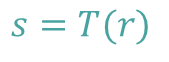 s = T(r)